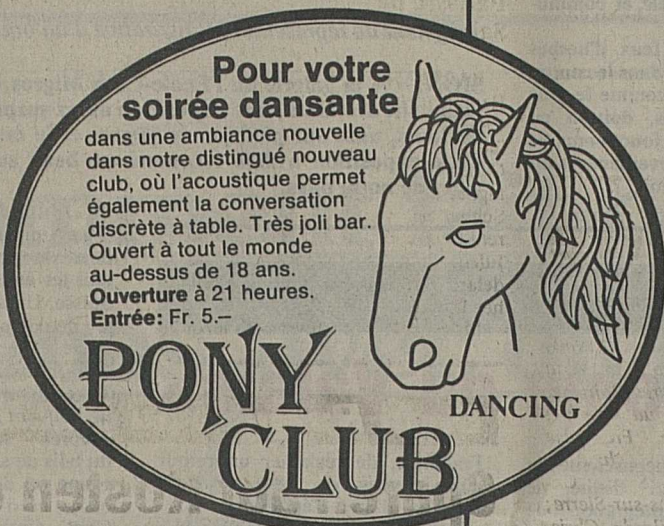 Pour votre
soirée dansante
dans une ambiance nouvelle
dans notre distingué nouveau
club, où l'acoustique permet
également la conversation
discrète à table. Très joli bar.
Ouvert à tout le monde
au-dessus de 18 ans.
Ouverture à 21 heures.
Entrée: Fr. 5.–
PONY
CLUB
DANCING